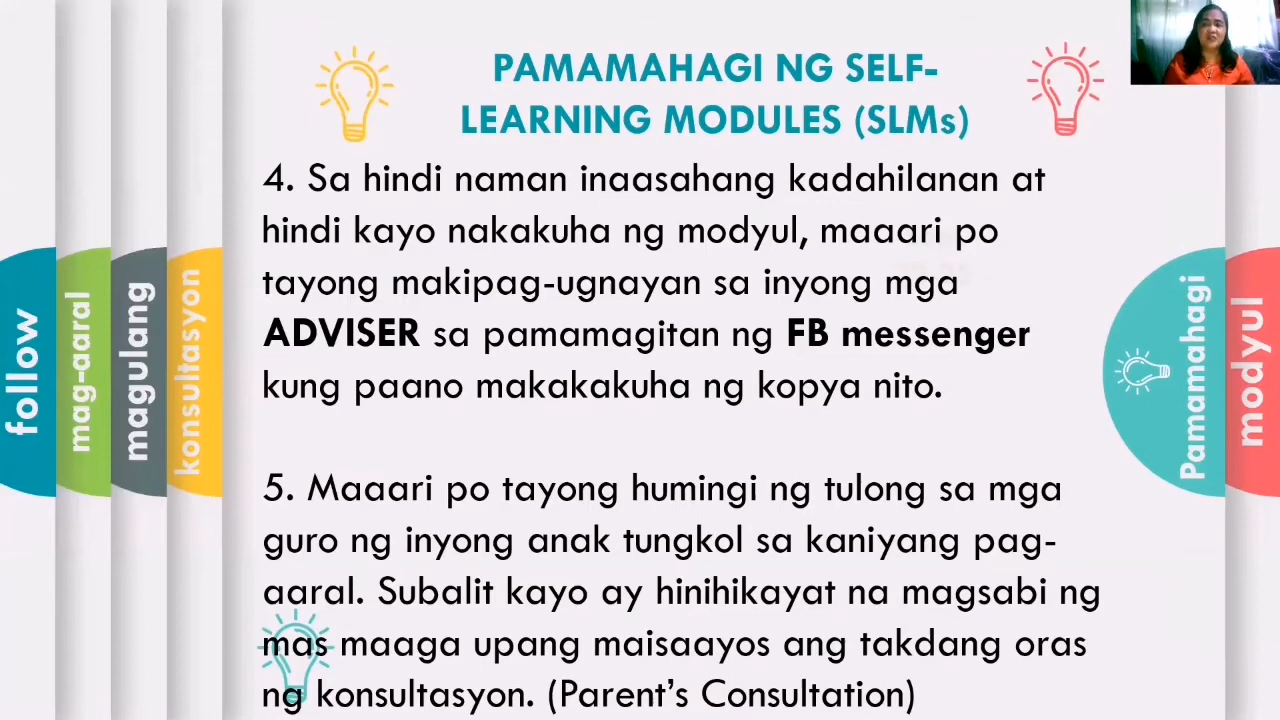 PAMAMAHAGI NG SELF-
LEARNING MODULES (SLMs)
4. Sa hindi naman inaasahang kadahilanan at
hindi kayo nakakuha ng modyul, maaari po
tayong makipag-ugnayan sa inyong mga
ADVISER sa pamamagitan ng FB messenger
kung paano makakakuha ng kopya nito.
5. Maaari po tayong humingi ng tulong sa mga
guro ng inyong anak tungkol sa kaniyang pag-
aaral. Subalit kayo ay hinihikayat na magsabi ng
mas maaga upang maisaayos ang takdang oras
ng konsultasyon. (Parent’s Consultation)
follow
mag-aaral
magulang
konsultasyon
Pamamahagi
modyul